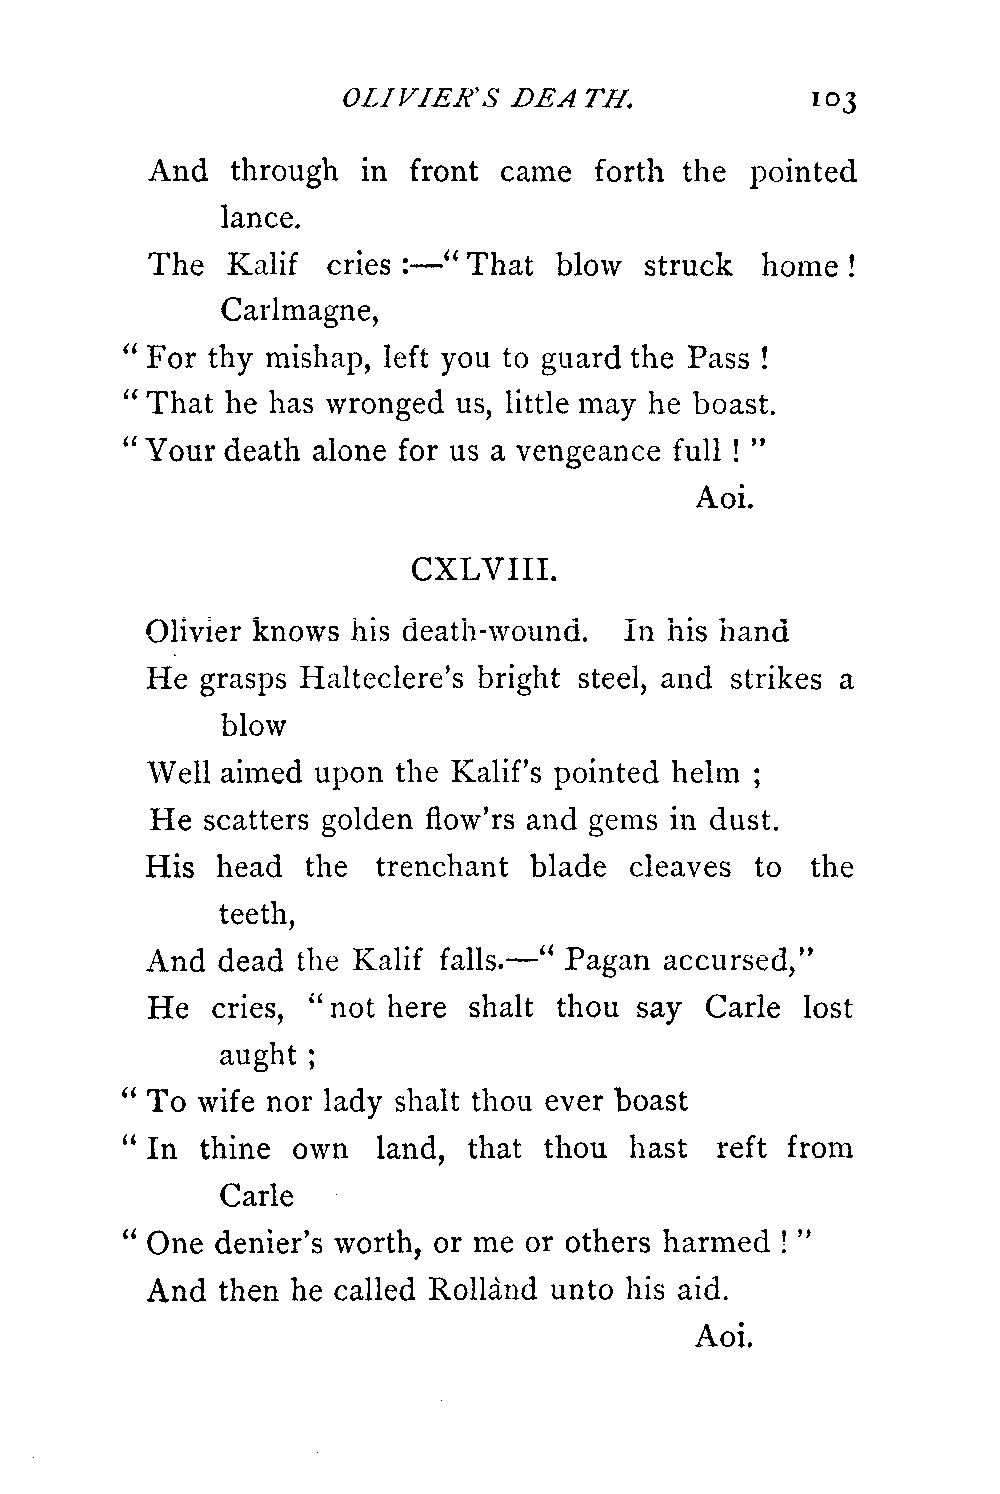 OLIVIER'S DEATH. 103
And through in front came forth the pointed
lance.
The Kalif cries :—“ That blow struck home !
Carlmagne,
“ For thy mishap, left you to guard the Pass !
“ That he has wronged us, little may he boast.
“ Your death alone for us a vengeance full ! ”
Aoi.
CXLVIII.
Olivier knows his death-wound. In his hand
He grasps Halteclere's bright steel, and strikes a
blow
Well aimed upon the Kalif's pointed helm ;
He scatters golden flow'rs and gems in dust.
His head the trenchant blade cleaves to the
teeth,
And dead the Kalif falls.—“ Pagan accursed,”
He cries, “ not here shalt thou say Carle lost
aught ;
“ To wife nor lady shalt thou ever boast
“ In thine own land, that thou hast reft from
Carle
“ One denier's worth, or me or others harmed ! ”
And then he called Rollànd unto his aid.
Aoi.